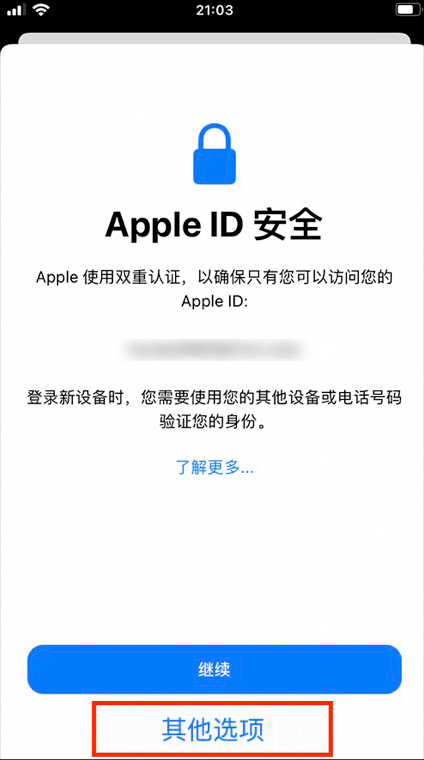 21:03
Apple ID 安全
Apple 使用双重认证，以确保只有您可以访问您的
Apple ID:
登录新设备时，您需要使用您的其他设备或电话号码
验证您的身份。
了解更多...
继续
其他选项